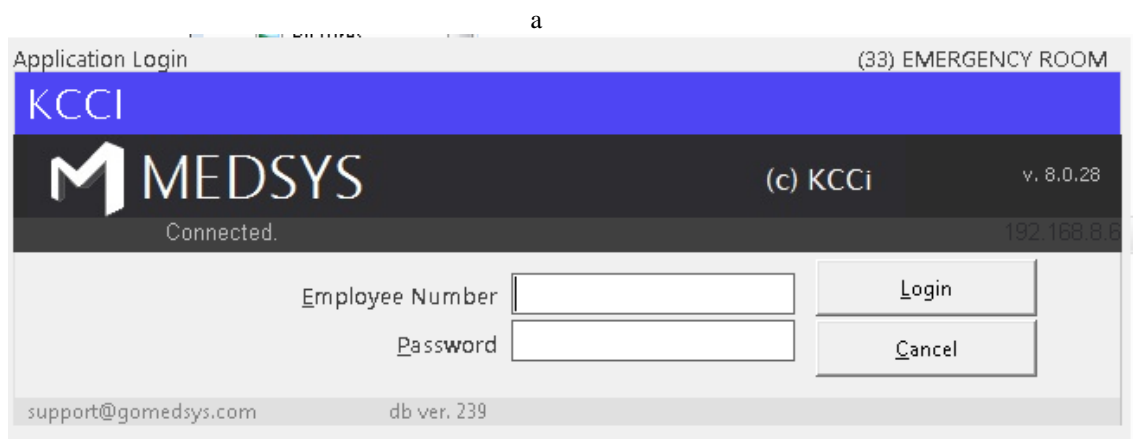 a
Application Login (33) EMERGENCY ROOM
KCCI
MEDSYS (c) KCCi v. 8.0.28
Connected. 192.168.8.6
Employee Number Login
Password Cancel
support@gomedsys.com db ver. 239